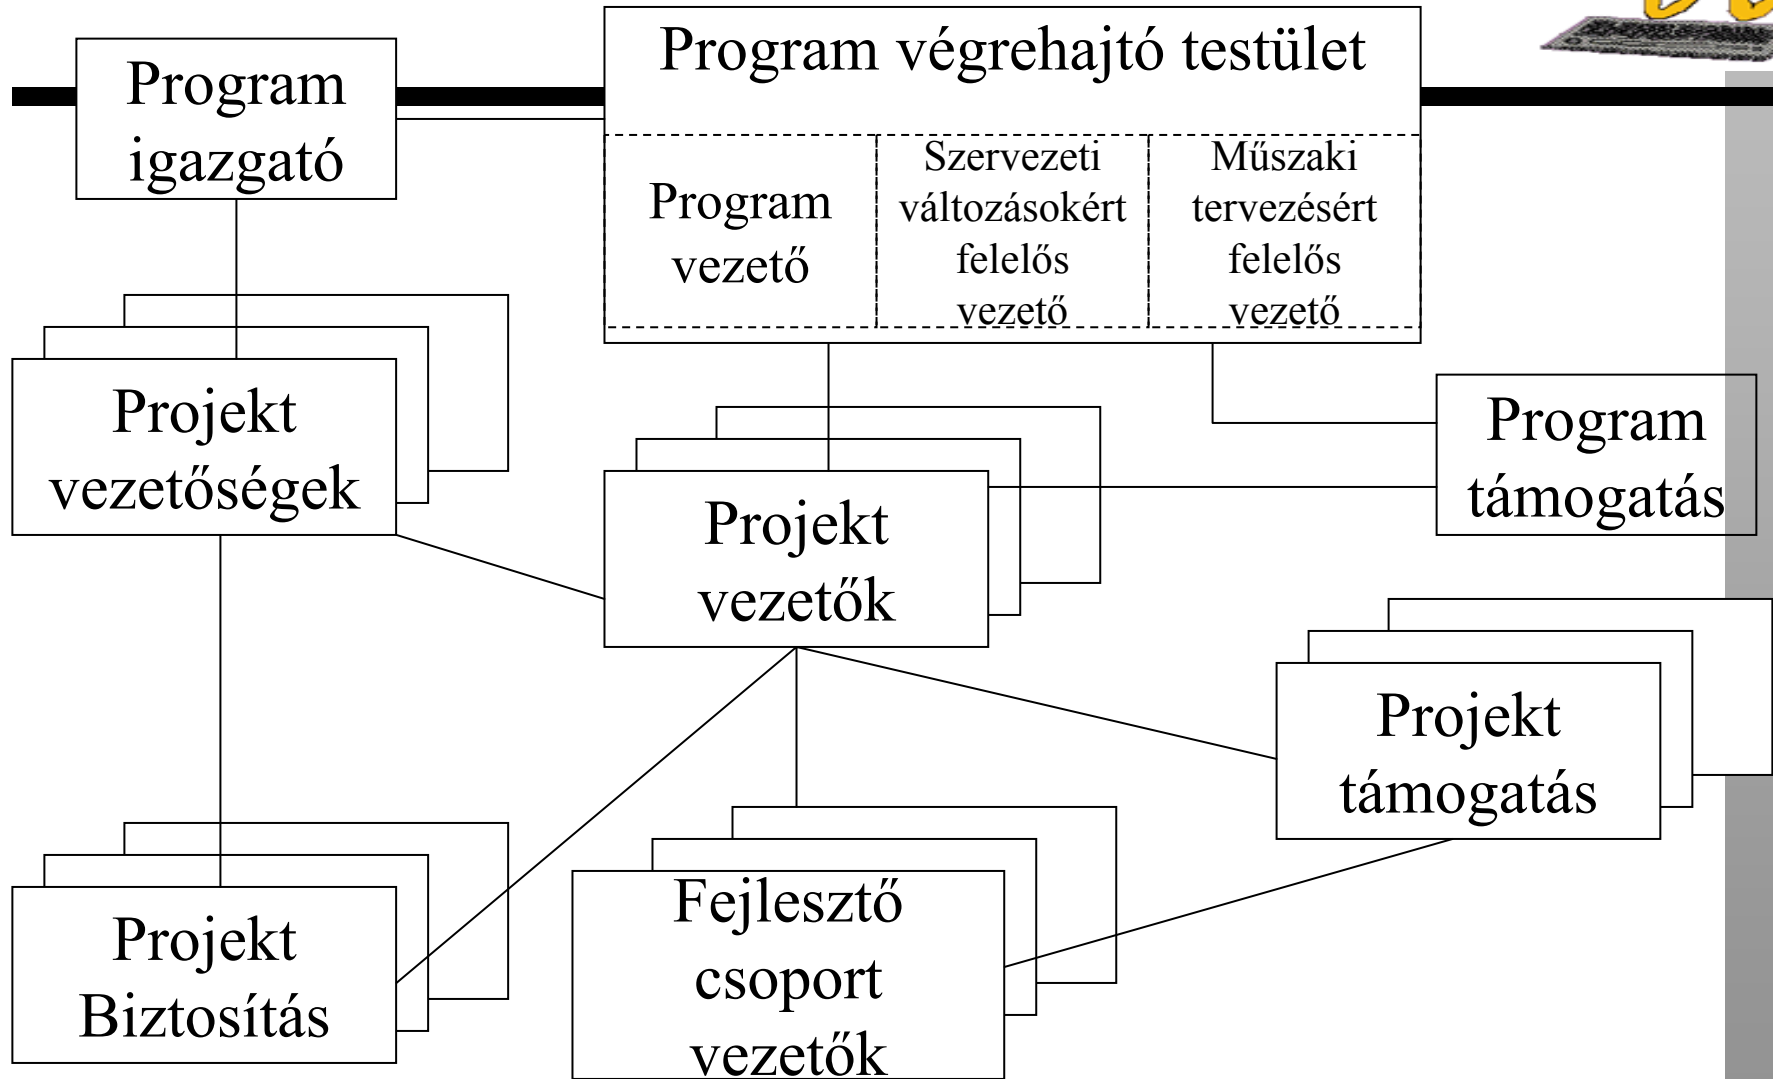 Program
igazgató
Program végrehajtó testület
Program
vezető
Szervezeti
változásokért
felelős
vezető
Műszaki
tervezésért
felelős
vezető
Projekt
vezetőségek
Projekt
vezetők
Program
támogatás
Projekt
támogatás
Projekt
Biztosítás
Fejlesztő
csoport
vezetők